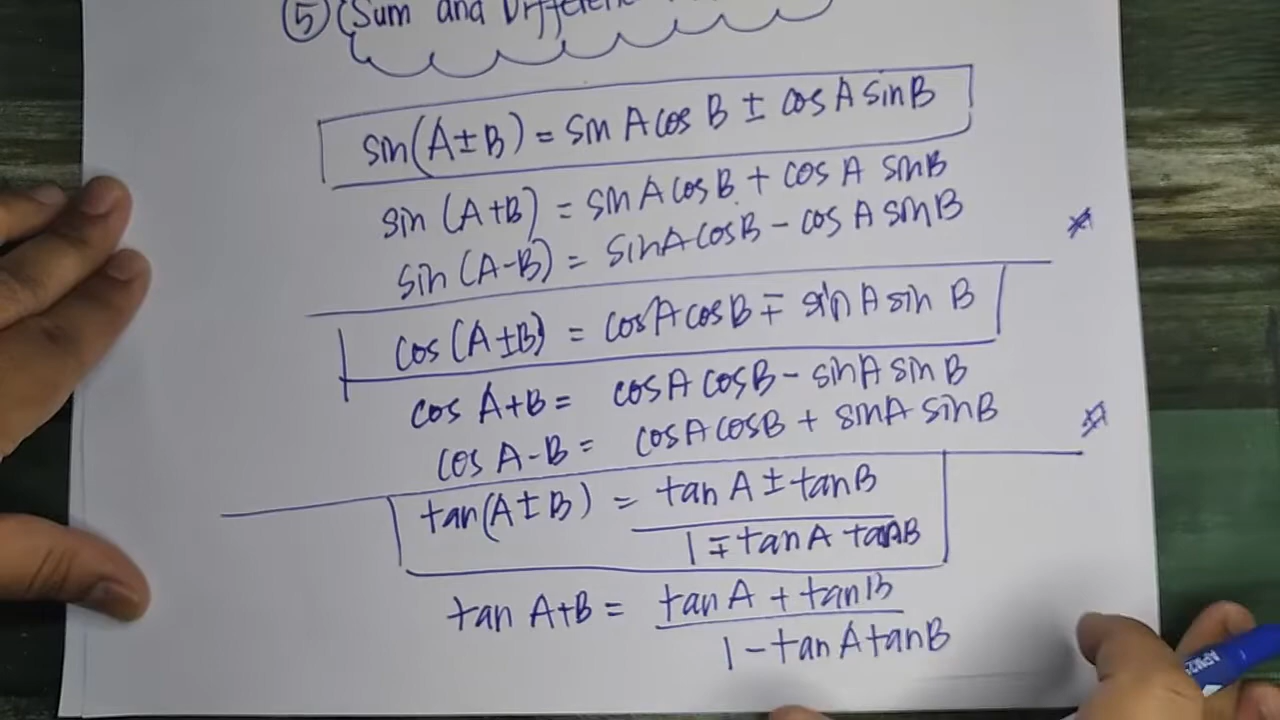 ⑤ (Sum and Difference
sin(A±B) = sin A cos B ± cos A sin B
sin (A+B) = sin A cos B + cos A sin B
sin (A-B) = sin A cos B - cos A sin B
cos (A±B) = cos A cos B ∓ sin A sin B
cos A+B = cos A cos B - sin A sin B
cos A-B = cos A cos B + sin A sin B
tan(A±B) = tan A ± tan B
1 ∓ tan A tan B
tan A+B = tan A + tan B
1 - tan A tan B